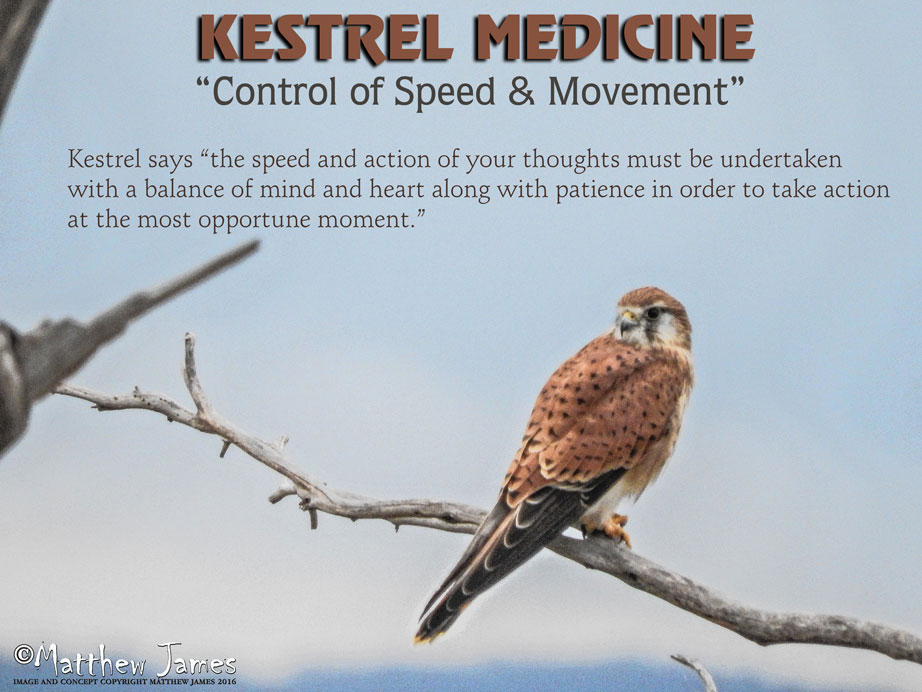 KESTREL MEDICINE
“Control of Speed & Movement”
Kestrel says “the speed and action of your thoughts must be undertaken
with a balance of mind and heart along with patience in order to take action
at the most opportune moment.”
©Matthew James
IMAGE AND CONCEPT COPYRIGHT MATTHEW JAMES 2016